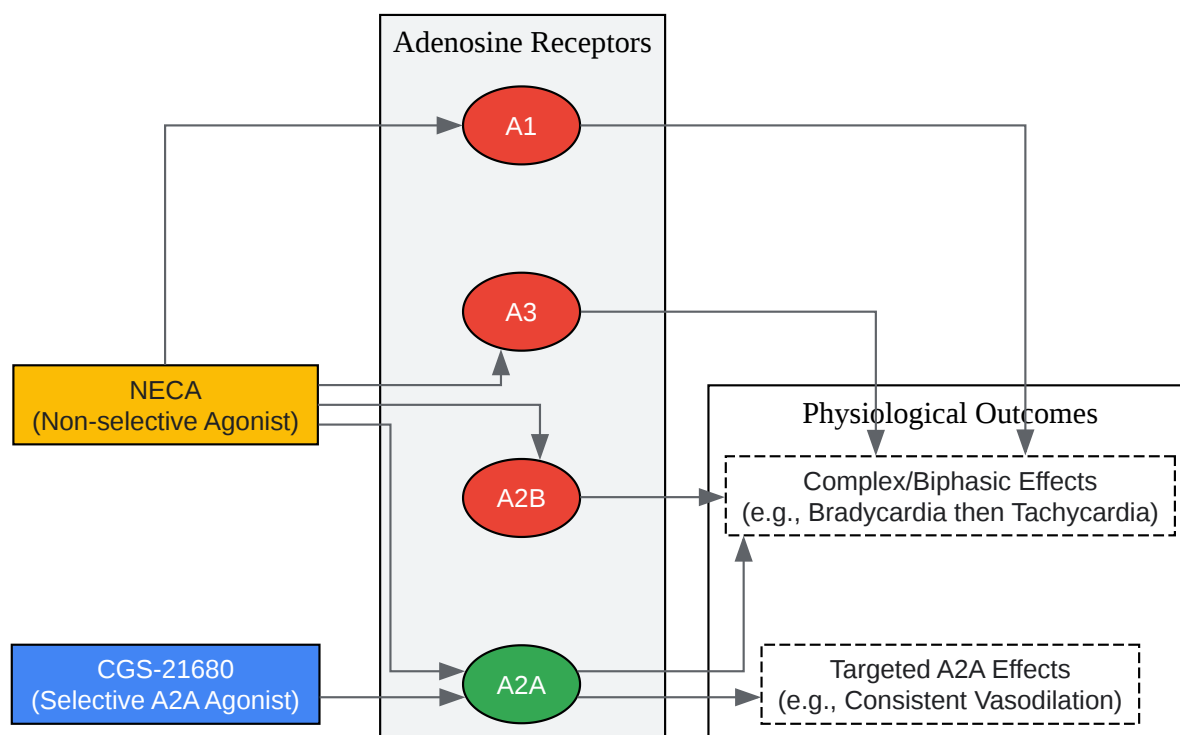 Adenosine Receptors
A1
A3
NECA
(Non-selective Agonist)
Physiological Outcomes
Complex/Biphasic Effects
(e.g., Bradycardia then Tachycardia)
A2B
CGS-21680
(Selective A2A Agonist)
A2A
Targeted A2A Effects
(e.g., Consistent Vasodilation)